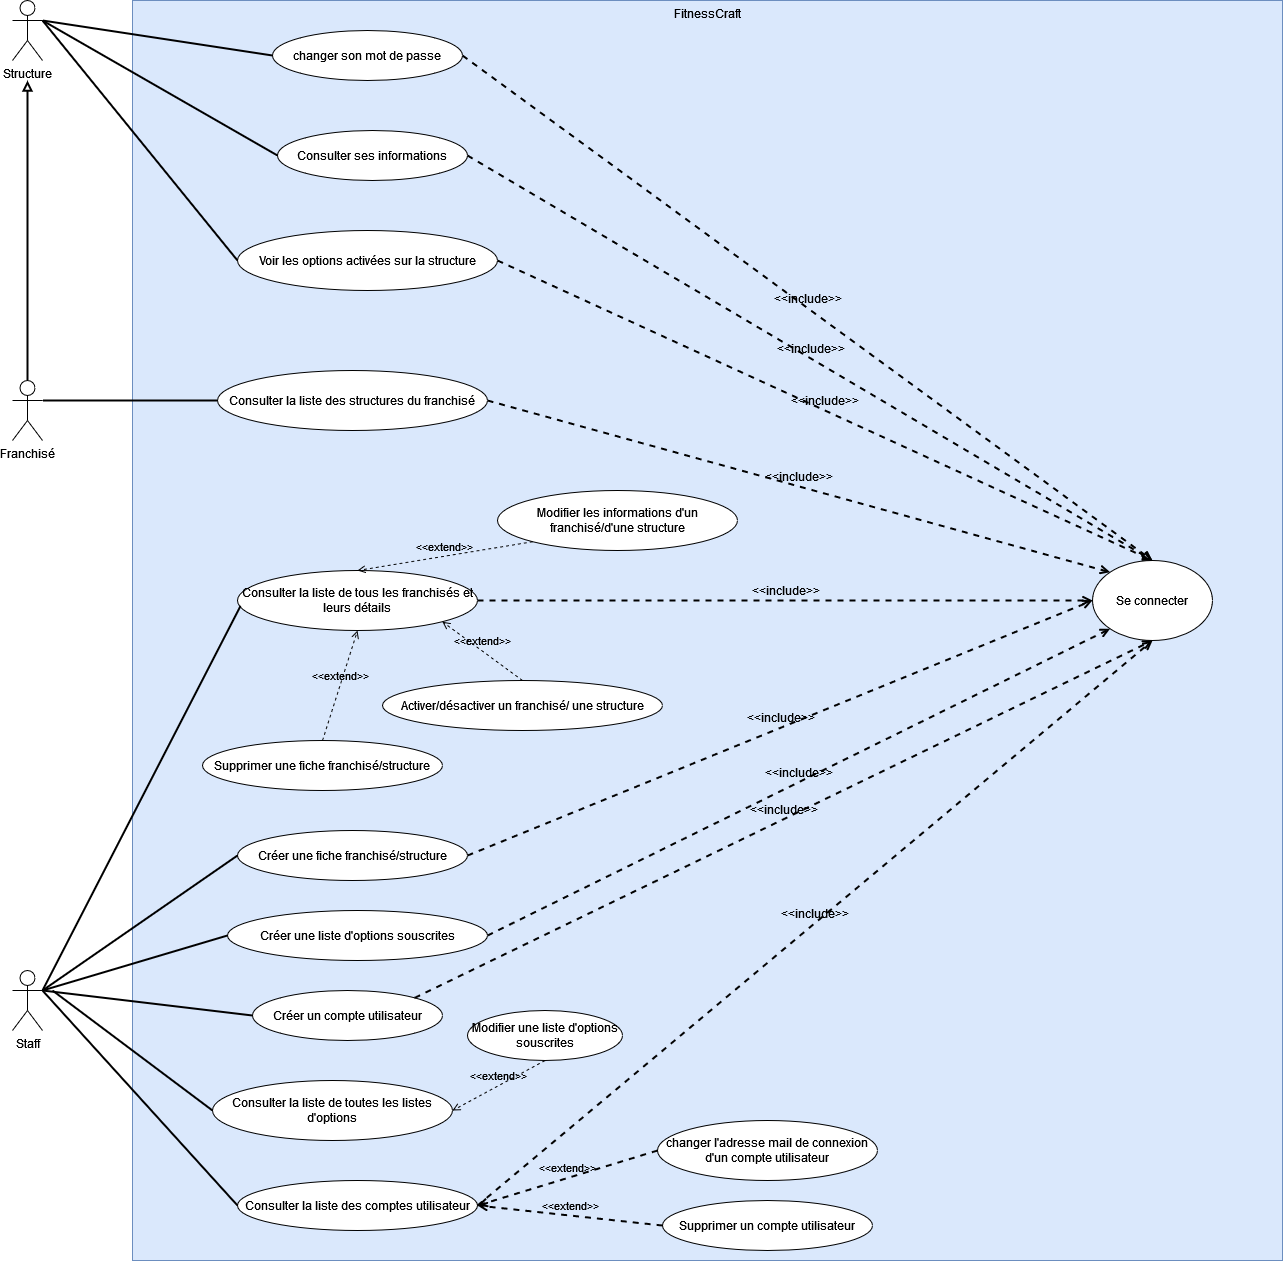 FitnessCraft
Structure
changer son mot de passe
Consulter ses informations
Voir les options activées sur la structure
<<include>>
<<include>>
<<include>>
Consulter la liste des structures du franchisé
Franchisé
<<include>>
Modifier les informations d'un
franchisé/d'une structure
<<extend>>
Consulter la liste de tous les franchisés et
leurs détails
<<include>>
Se connecter
<<extend>>
<<extend>>
Activer/désactiver un franchisé/ une structure
<<include>>
Supprimer une fiche franchisé/structure
<<include>>
<<include>>
Créer une fiche franchisé/structure
<<include>>
Créer une liste d'options souscrites
Staff
Créer un compte utilisateur
Modifier une liste d'options
souscrites
<<extend>>
Consulter la liste de toutes les listes
d'options
changer l'adresse mail de connexion
d'un compte utilisateur
<<extend>>
Consulter la liste des comptes utilisateur
<<extend>>
Supprimer un compte utilisateur